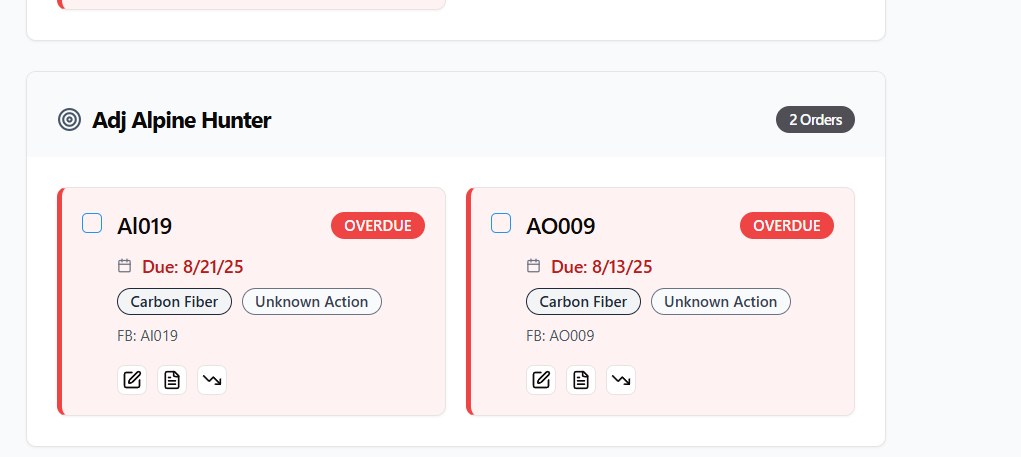 Adj Alpine Hunter
2 Orders
AI019
OVERDUE
Due: 8/21/25
Carbon Fiber
Unknown Action
FB: AI019
AO009
OVERDUE
Due: 8/13/25
Carbon Fiber
Unknown Action
FB: AO009